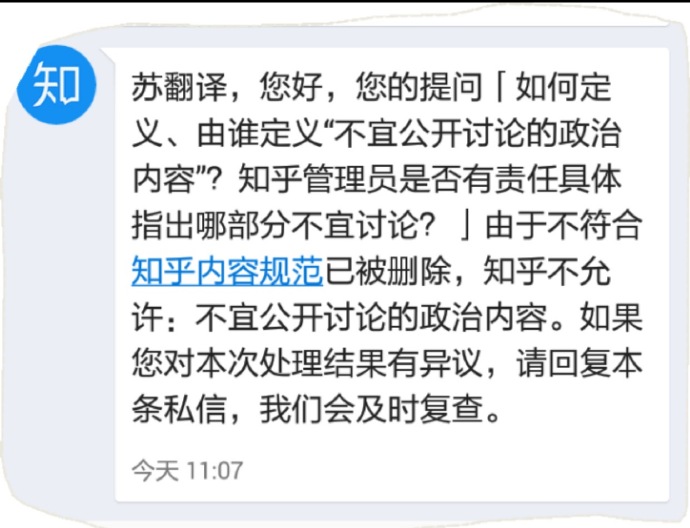 知
苏翻译，您好，您的提问「如何定
义、由谁定义“不宜公开讨论的政治
内容”？知乎管理员是否有责任具体
指出哪部分不宜讨论？」由于不符合
知乎内容规范已被删除，知乎不允
许：不宜公开讨论的政治内容。如果
您对本次处理结果有异议，请回复本
条私信，我们会及时复查。
今天 11:07